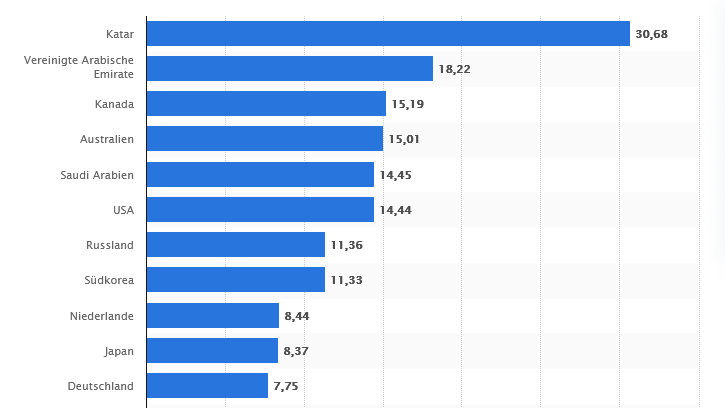 Katar 30,68
Vereinigte Arabische
Emirate 18,22
Kanada 15,19
Australien 15,01
Saudi Arabien 14,45
USA 14,44
Russland 11,36
Südkorea 11,33
Niederlande 8,44
Japan 8,37
Deutschland 7,75